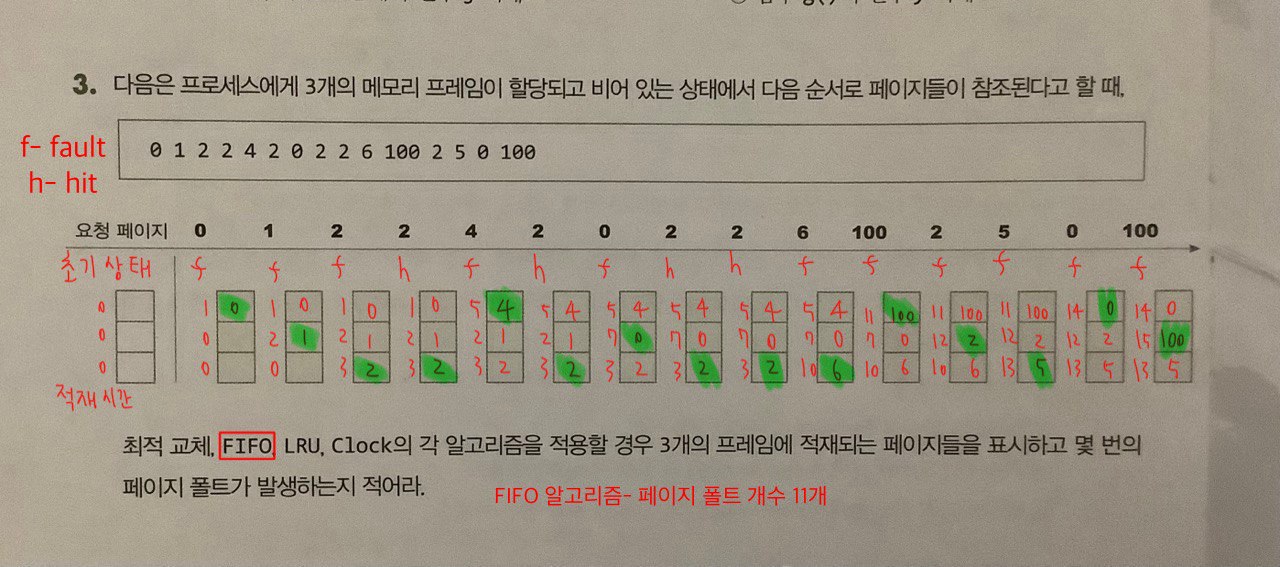 3. 다음은 프로세스에게 3개의 메모리 프레임이 할당되고 비어 있는 상태에서 다음 순서로 페이지들이 참조된다고 할 때,
f- fault
h- hit
0 1 2 2 4 2 0 2 2 6 100 2 5 0 100
요청 페이지 0 1 2 2 4 2 0 2 2 6 100 2 5 0 100
초기상태 f f f h f h f h h f f f f f f
0 1 0 1 0 1 0 1 0 5 4 5 4 5 4 5 4 5 4 5 4 11 100 11 100 11 100 14 0 14 0
0 0 2 1 2 1 2 1 2 1 2 1 7 0 7 0 7 0 7 0 7 0 12 2 12 2 12 2 15 100
0 0 0 3 2 3 2 3 2 3 2 3 2 3 2 3 2 10 6 10 6 10 6 13 5 13 5 13 5
적재시간
최적 교체, FIFO, LRU, Clock의 각 알고리즘을 적용할 경우 3개의 프레임에 적재되는 페이지들을 표시하고 몇 번의
페이지 폴트가 발생하는지 적어라.
FIFO 알고리즘- 페이지 폴트 개수 11개